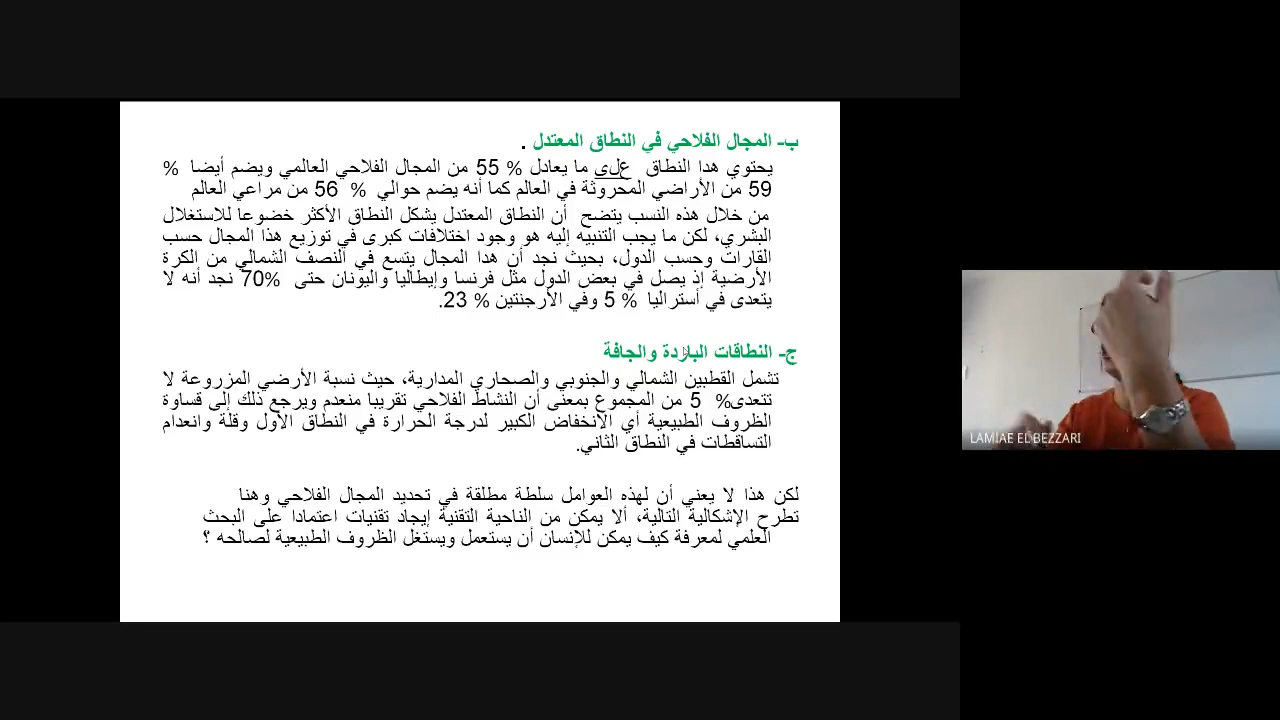 ب- المجال الفلاحي في النطاق المعتدل .
يحتوي هدا النطاق على ما يعادل % 55 من المجال الفلاحي العالمي ويضم أيضا %
59 من الأراضي المحروثة في العالم كما أنه يضم حوالي % 56 من مراعي العالم
من خلال هذه النسب يتضح أن النطاق المعتدل يشكل النطاق الأكثر خضوعا للاستغلال
البشري، لكن ما يجب التنبيه إليه هو وجود اختلافات كبرى في توزيع هذا المجال حسب
القارات وحسب الدول، بحيث نجد أن هدا المجال يتسع في النصف الشمالي من الكرة
الأرضية إذ يصل في بعض الدول مثل فرنسا وإيطاليا واليونان حتى %70 نجد أنه لا
يتعدى في أستراليا % 5 وفي الأرجنتين % 23.
ج- النطاقات الباردة والجافة
تشمل القطبين الشمالي والجنوبي والصحاري المدارية، حيث نسبة الأرضي المزروعة لا
تتعدى% 5 من المجموع بمعنى أن النشاط الفلاحي تقريبا منعدم ويرجع ذلك إلى قساوة
الظروف الطبيعية أي الانخفاض الكبير لدرجة الحرارة في النطاق الأول وقلة وانعدام
التساقطات في النطاق الثاني.
لكن هذا لا يعني أن لهذه العوامل سلطة مطلقة في تحديد المجال الفلاحي وهنا
تطرح الإشكالية التالية، ألا يمكن من الناحية التقنية إيجاد تقنيات اعتمادا على البحث
العلمي لمعرفة كيف يمكن للإنسان أن يستعمل ويستغل الظروف الطبيعية لصالحه ؟
LAMIAE EL BEZZARI